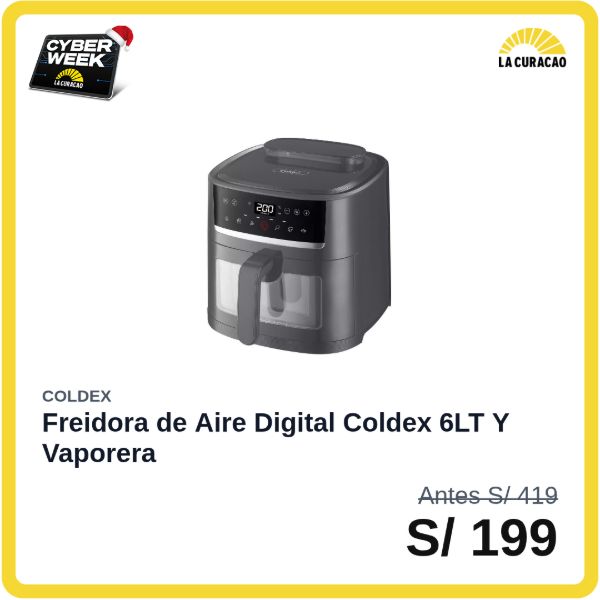 CYBER
WEEK
LA CURACAO
LA CURACAO
200
COLDEX
Freidora de Aire Digital Coldex 6LT Y
Vaporera
Antes S/ 419
S/ 199